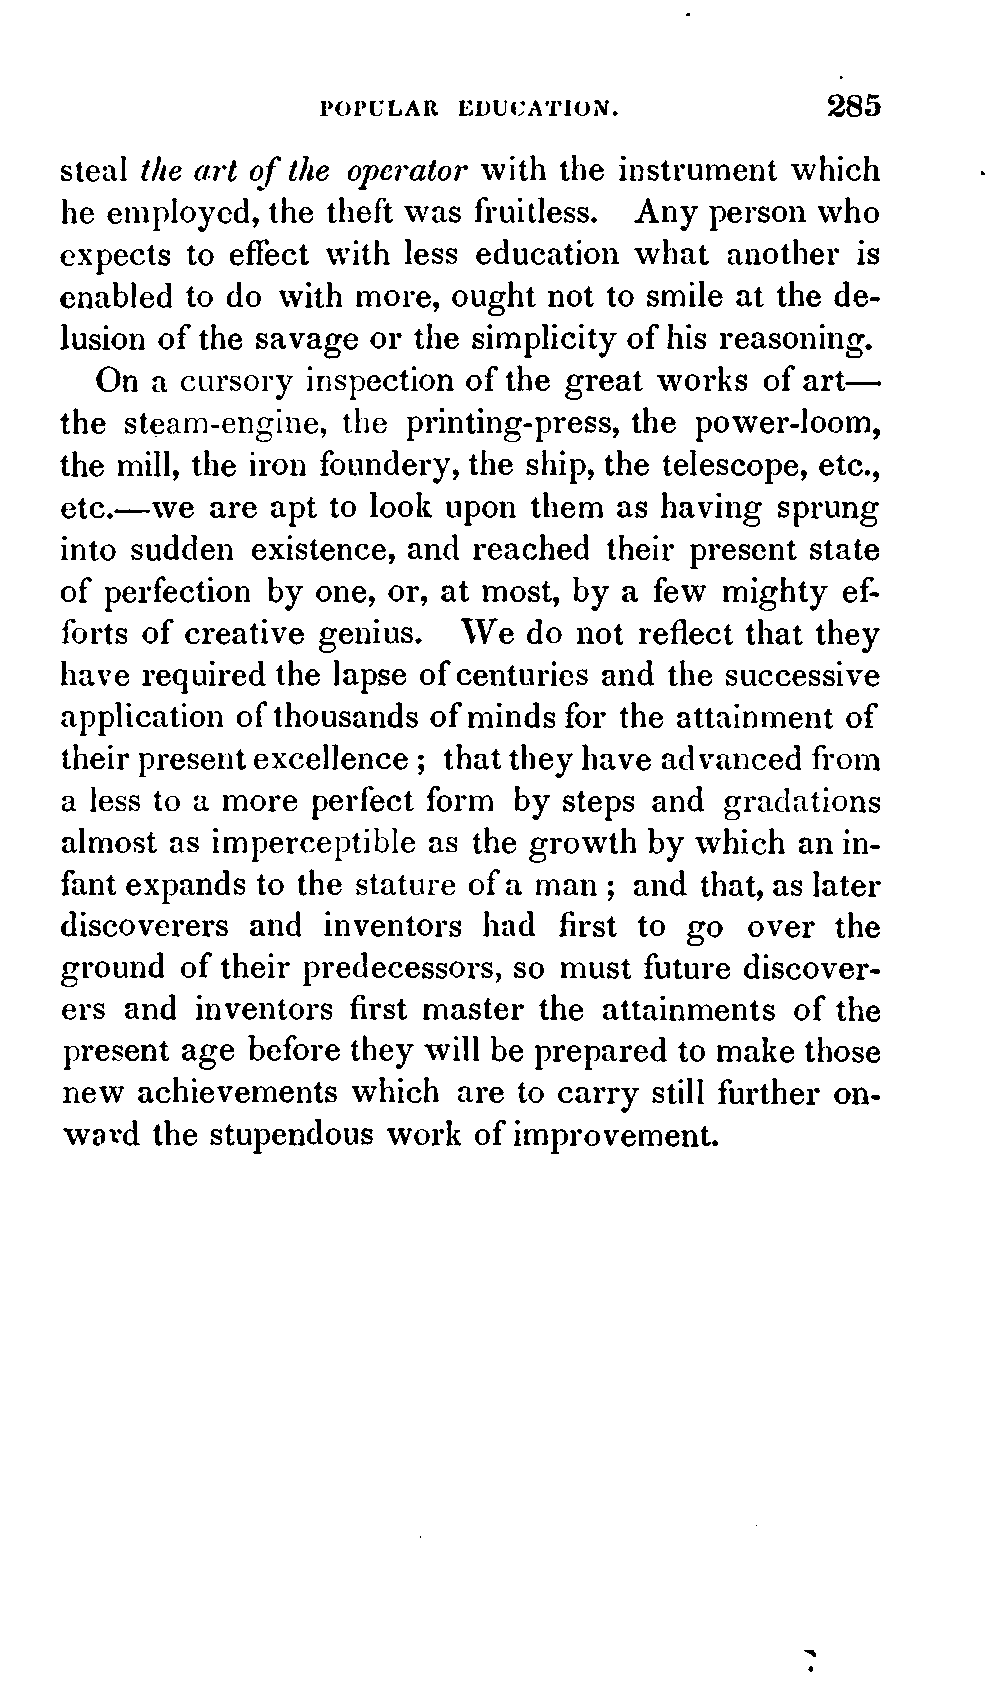 POPULAR EDUCATION. 285
steal the art of the operator with the instrument which
he employed, the theft was fruitless. Any person who
expects to effect with less education what another is
enabled to do with more, ought not to smile at the de-
lusion of the savage or the simplicity of his reasoning.
On a cursory inspection of the great works of art—
the steam-engine, the printing-press, the power-loom,
the mill, the iron foundery, the ship, the telescope, etc.,
etc.—we are apt to look upon them as having sprung
into sudden existence, and reached their present state
of perfection by one, or, at most, by a few mighty ef-
forts of creative genius. We do not reflect that they
have required the lapse of centuries and the successive
application of thousands of minds for the attainment of
their present excellence; that they have advanced from
a less to a more perfect form by steps and gradations
almost as imperceptible as the growth by which an in-
fant expands to the stature of a man; and that, as later
discoverers and inventors had first to go over the
ground of their predecessors, so must future discover-
ers and inventors first master the attainments of the
present age before they will be prepared to make those
new achievements which are to carry still further on-
ward the stupendous work of improvement.